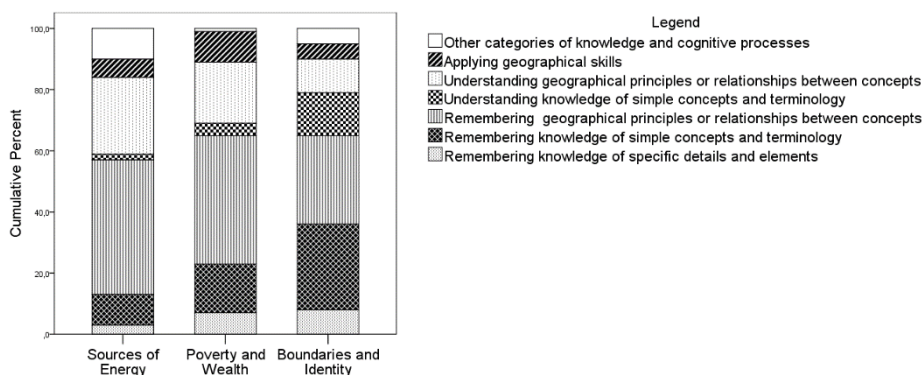 Legend
Other categories of knowledge and cognitive processes
Applying geographical skills
Understanding geographical principles or relationships between concepts
Understanding knowledge of simple concepts and terminology
Remembering geographical principles or relationships between concepts
Remembering knowledge of simple concepts and terminology
Remembering knowledge of specific details and elements
Cumulative Percent
100,0
80,0
60,0
40,0
20,0
,0
Sources of Energy
Poverty and Wealth
Boundaries and Identity